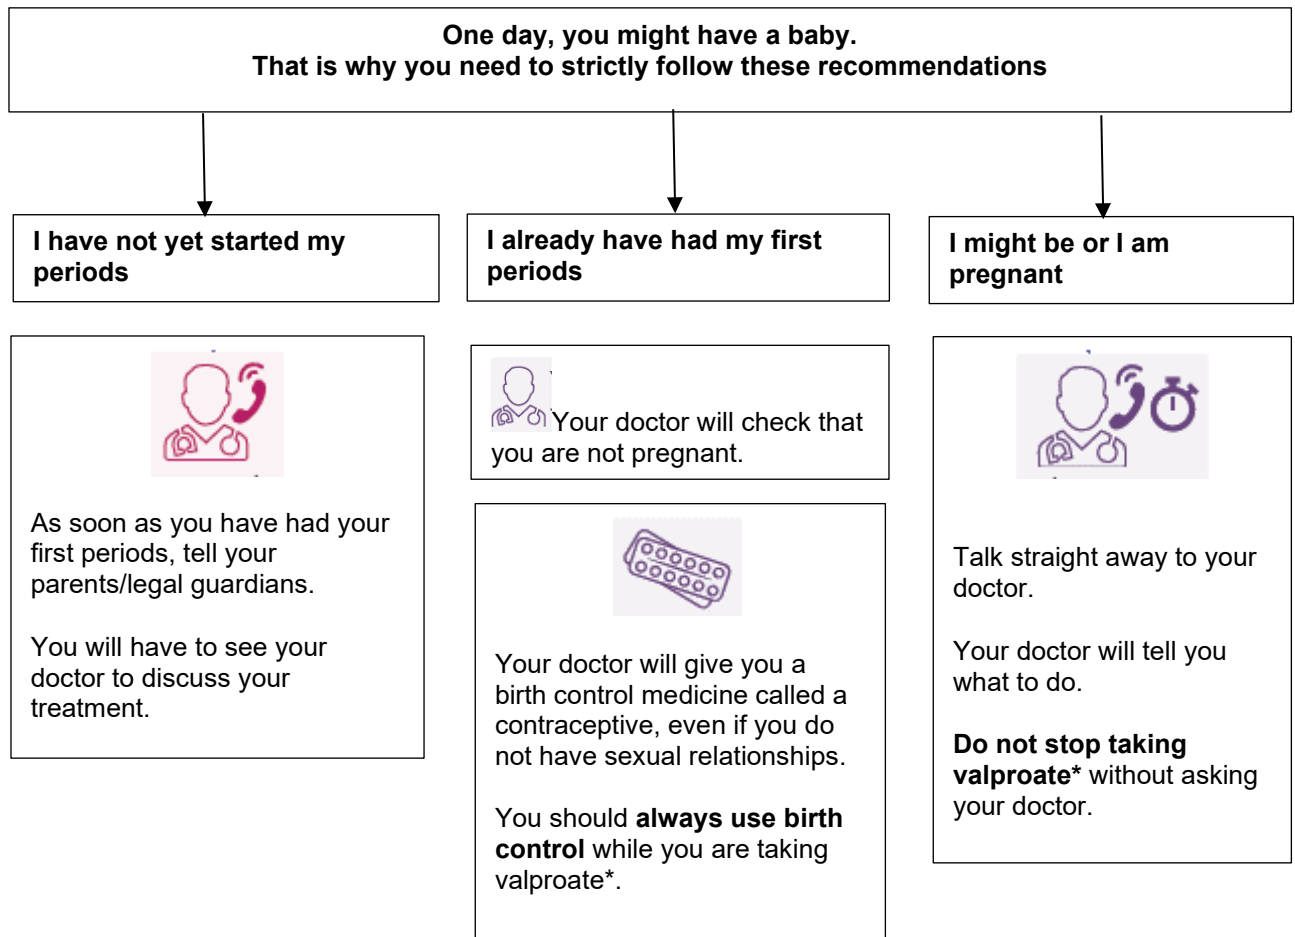 One day, you might have a baby.
That is why you need to strictly follow these recommendations
I have not yet started my
periods
As soon as you have had your
first periods, tell your
parents/legal guardians.
You will have to see your
doctor to discuss your
treatment.
I already have had my first
periods
Your doctor will check that
you are not pregnant.
Your doctor will give you a
birth control medicine called a
contraceptive, even if you do
not have sexual relationships.
You should always use birth
control while you are taking
valproate*.
I might be or I am
pregnant
Talk straight away to your
doctor.
Your doctor will tell you
what to do.
Do not stop taking
valproate* without asking
your doctor.